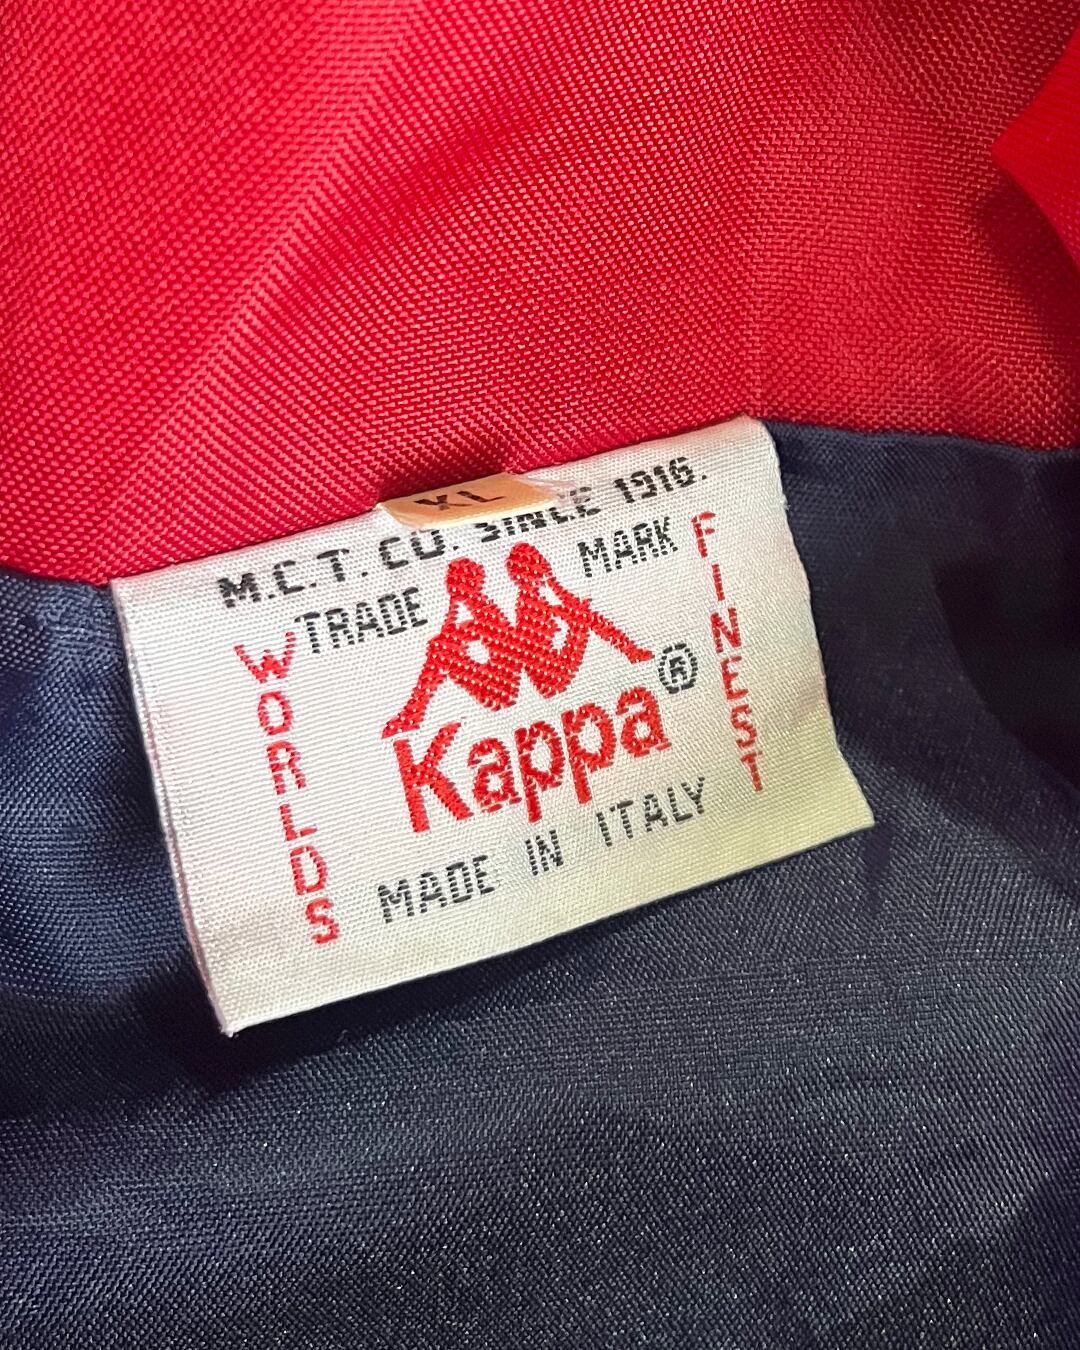 XL
M.C.T. CO. SINCE 1916.
TRADE MARK
WORLDS
FINEST
Kappa®
MADE IN ITALY